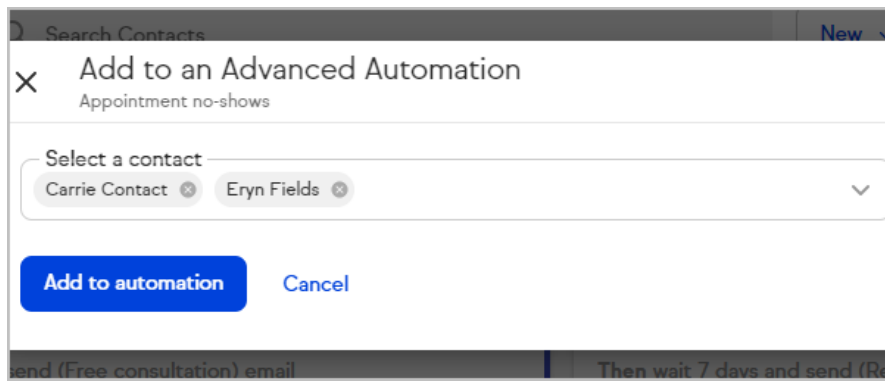 Search Contacts
New
Add to an Advanced Automation
Appointment no-shows
Select a contact
Carrie Contact
Eryn Fields
Add to automation
Cancel
send (Free consultation) email
Then wait 7 days and send (Re